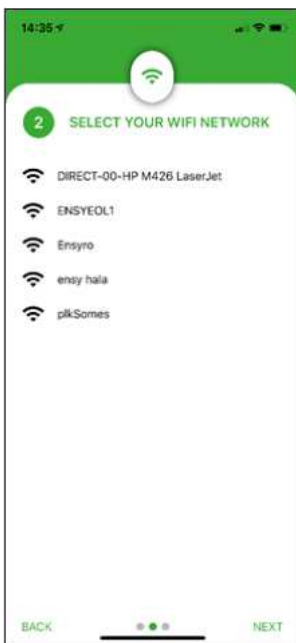 14:35
2 SELECT YOUR WIFI NETWORK
DIRECT-00-HP M426 LaserJet
ENSYEOL1
Ensyro
ensy hala
plkSomes
BACK NEXT